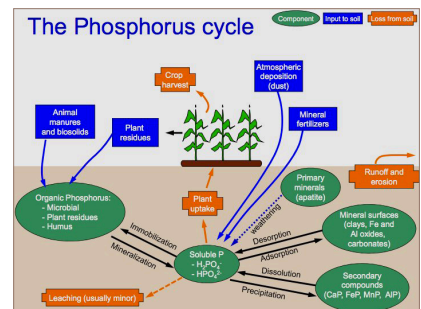 The Phosphorus cycle
Component
Input to soil
Loss from soil
Crop
harvest
Atmospheric
deposition
(dust)
Animal
manures
and biosolids
Plant
residues
Mineral
fertilizers
Runoff and
erosion
Primary
minerals
(apatite)
Organic Phosphorus:
- Microbial
- Plant residues
- Humus
Plant
uptake
weathering
Mineral surfaces
(clays, Fe and
Al oxides,
carbonates)
Immobilization
Mineralization
Desorption
Adsorption
Soluble P
- H₂PO₄⁻
- HPO₄²⁻
Dissolution
Precipitation
Secondary
compounds
(CaP, FeP, MnP, AlP)
Leaching (usually minor)